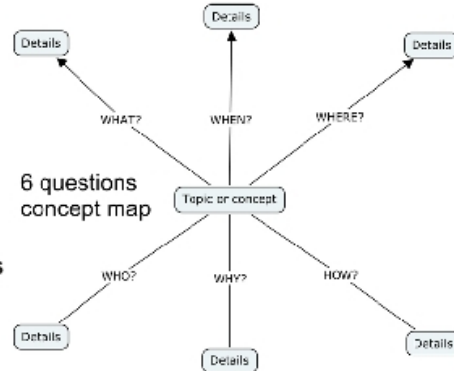 Details
Details
Details
WHAT?
WHEN?
WHERE?
6 questions
concept map
Topic or concept
WHO?
WHY?
HOW?
Details
Details
Details